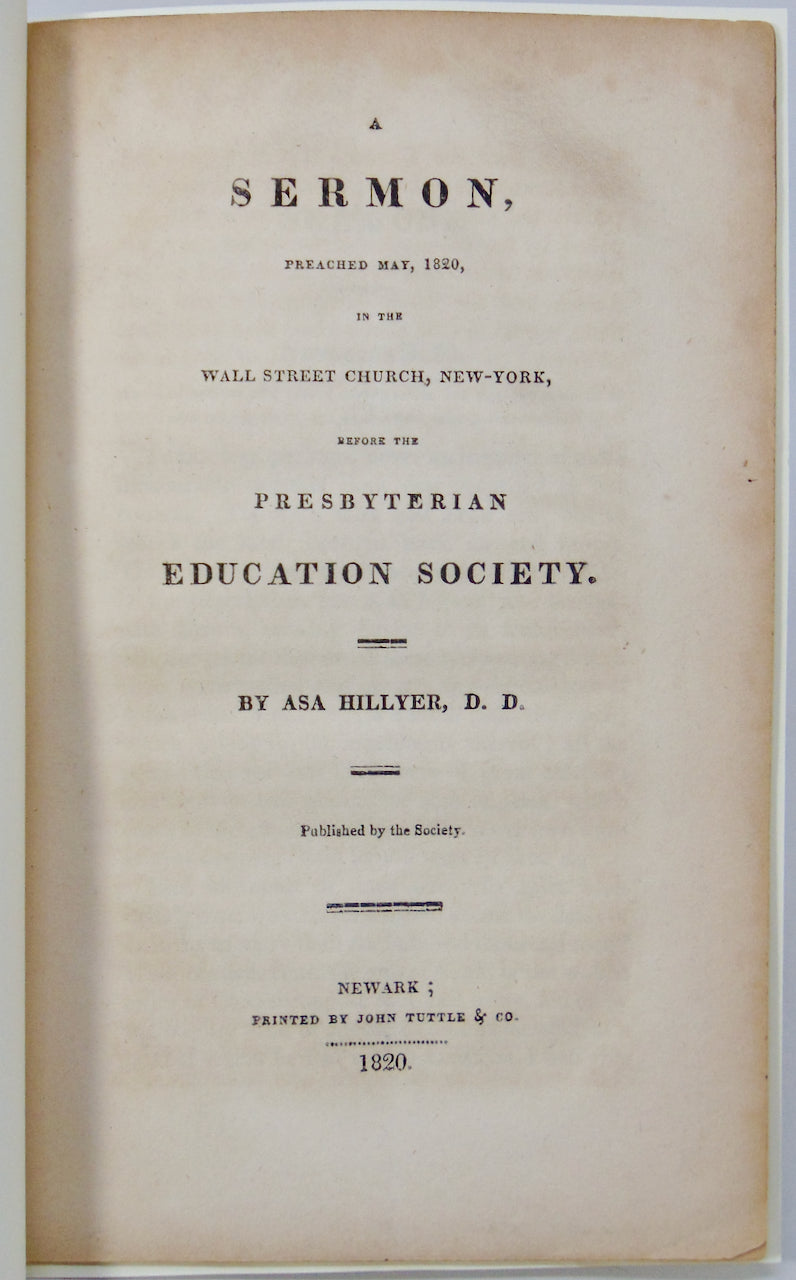 A
SERMON,
PREACHED MAY, 1820,
IN THE
WALL STREET CHURCH, NEW-YORK,
BEFORE THE
PRESBYTERIAN
EDUCATION SOCIETY.
BY ASA HILLYER, D. D.
Published by the Society.
NEWARK ;
PRINTED BY JOHN TUTTLE & CO.
1820.